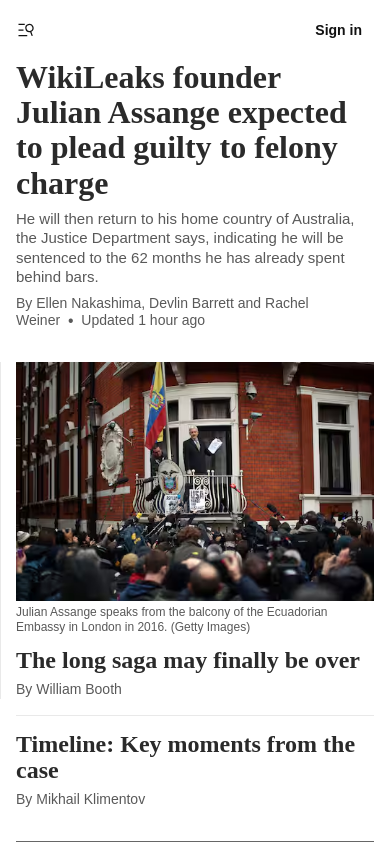 Sign in
WikiLeaks founder
Julian Assange expected
to plead guilty to felony
charge
He will then return to his home country of Australia,
the Justice Department says, indicating he will be
sentenced to the 62 months he has already spent
behind bars.
By Ellen Nakashima, Devlin Barrett and Rachel
Weiner • Updated 1 hour ago
Julian Assange speaks from the balcony of the Ecuadorian
Embassy in London in 2016. (Getty Images)
The long saga may finally be over
By William Booth
Timeline: Key moments from the
case
By Mikhail Klimentov